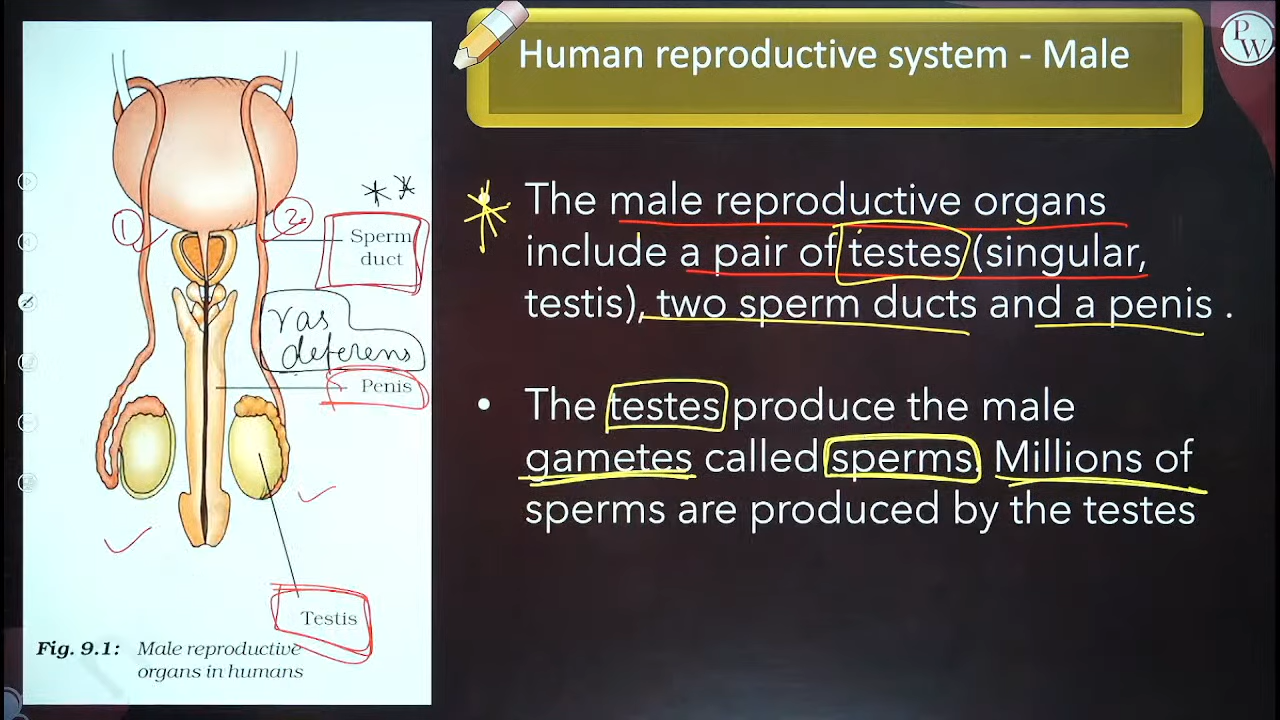 PW
Human reproductive system - Male
* *
1
2
Sperm
duct
vas
deferens
Penis
Testis
Fig. 9.1: Male reproductive
organs in humans
* The male reproductive organs
include a pair of testes (singular,
testis), two sperm ducts and a penis .
• The testes produce the male
gametes called sperms. Millions of
sperms are produced by the testes